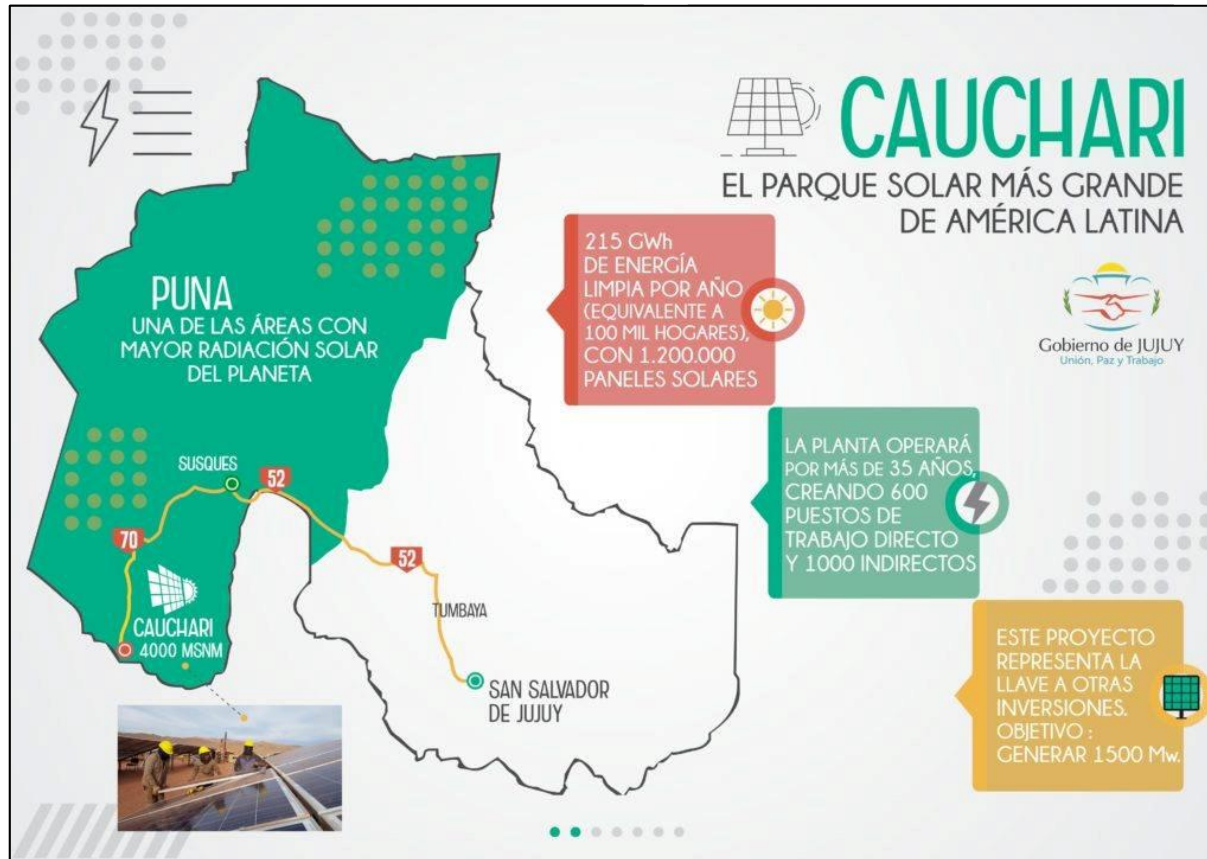 CAUCHARI
EL PARQUE SOLAR MÁS GRANDE
DE AMÉRICA LATINA
Gobierno de JUJUY
Unión, Paz y Trabajo
215 GWh
DE ENERGÍA
LIMPIA POR AÑO
(EQUIVALENTE A
100 MIL HOGARES),
CON 1.200.000
PANELES SOLARES
PUNA
UNA DE LAS ÁREAS CON
MAYOR RADIACIÓN SOLAR
DEL PLANETA
LA PLANTA OPERARÁ
POR MÁS DE 35 AÑOS,
CREANDO 600
PUESTOS DE
TRABAJO DIRECTO
Y 1000 INDIRECTOS
SUSQUES
52
70
52
TUMBAYA
CAUCHARI
4000 MSNM
SAN SALVADOR
DE JUJUY
ESTE PROYECTO
REPRESENTA LA
LLAVE A OTRAS
INVERSIONES.
OBJETIVO :
GENERAR 1500 Mw.